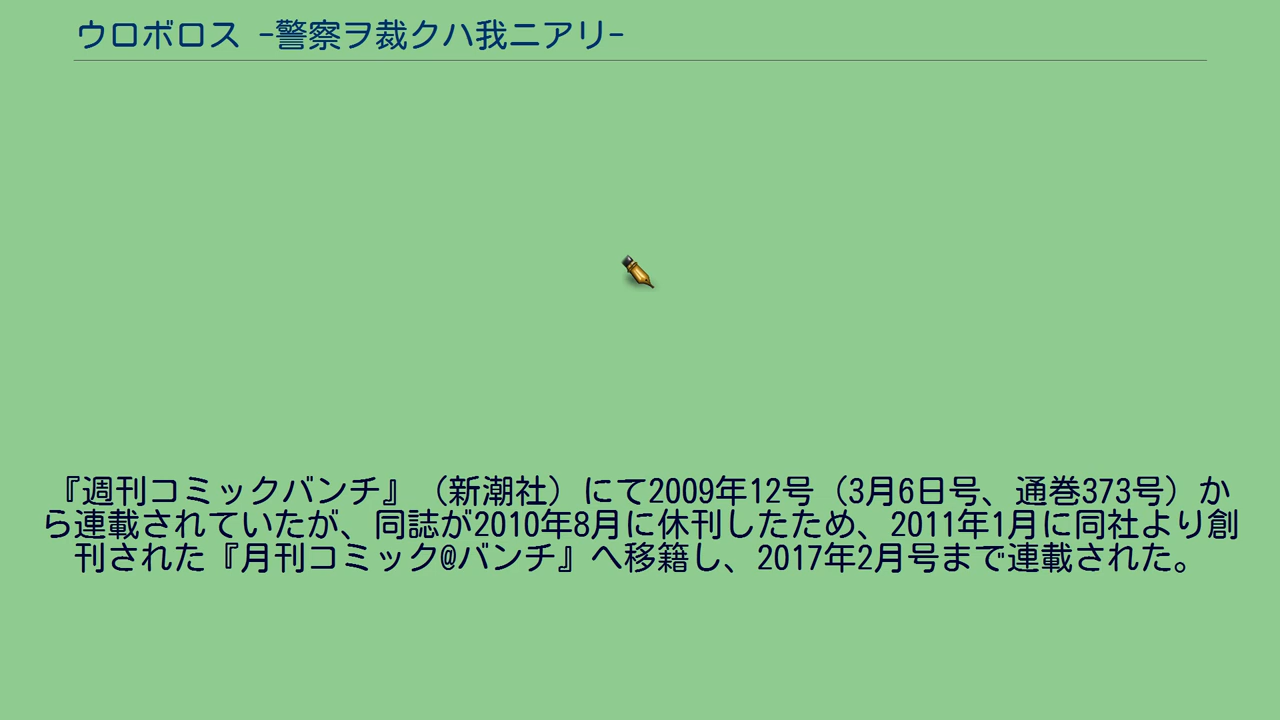 ウロボロス -警察ヲ裁クハ我ニアリ-
『週刊コミックバンチ』（新潮社）にて2009年12号（3月6日号、通巻373号）か
ら連載されていたが、同誌が2010年8月に休刊したため、2011年1月に同社より創
刊された『月刊コミック@バンチ』へ移籍し、2017年2月号まで連載された。